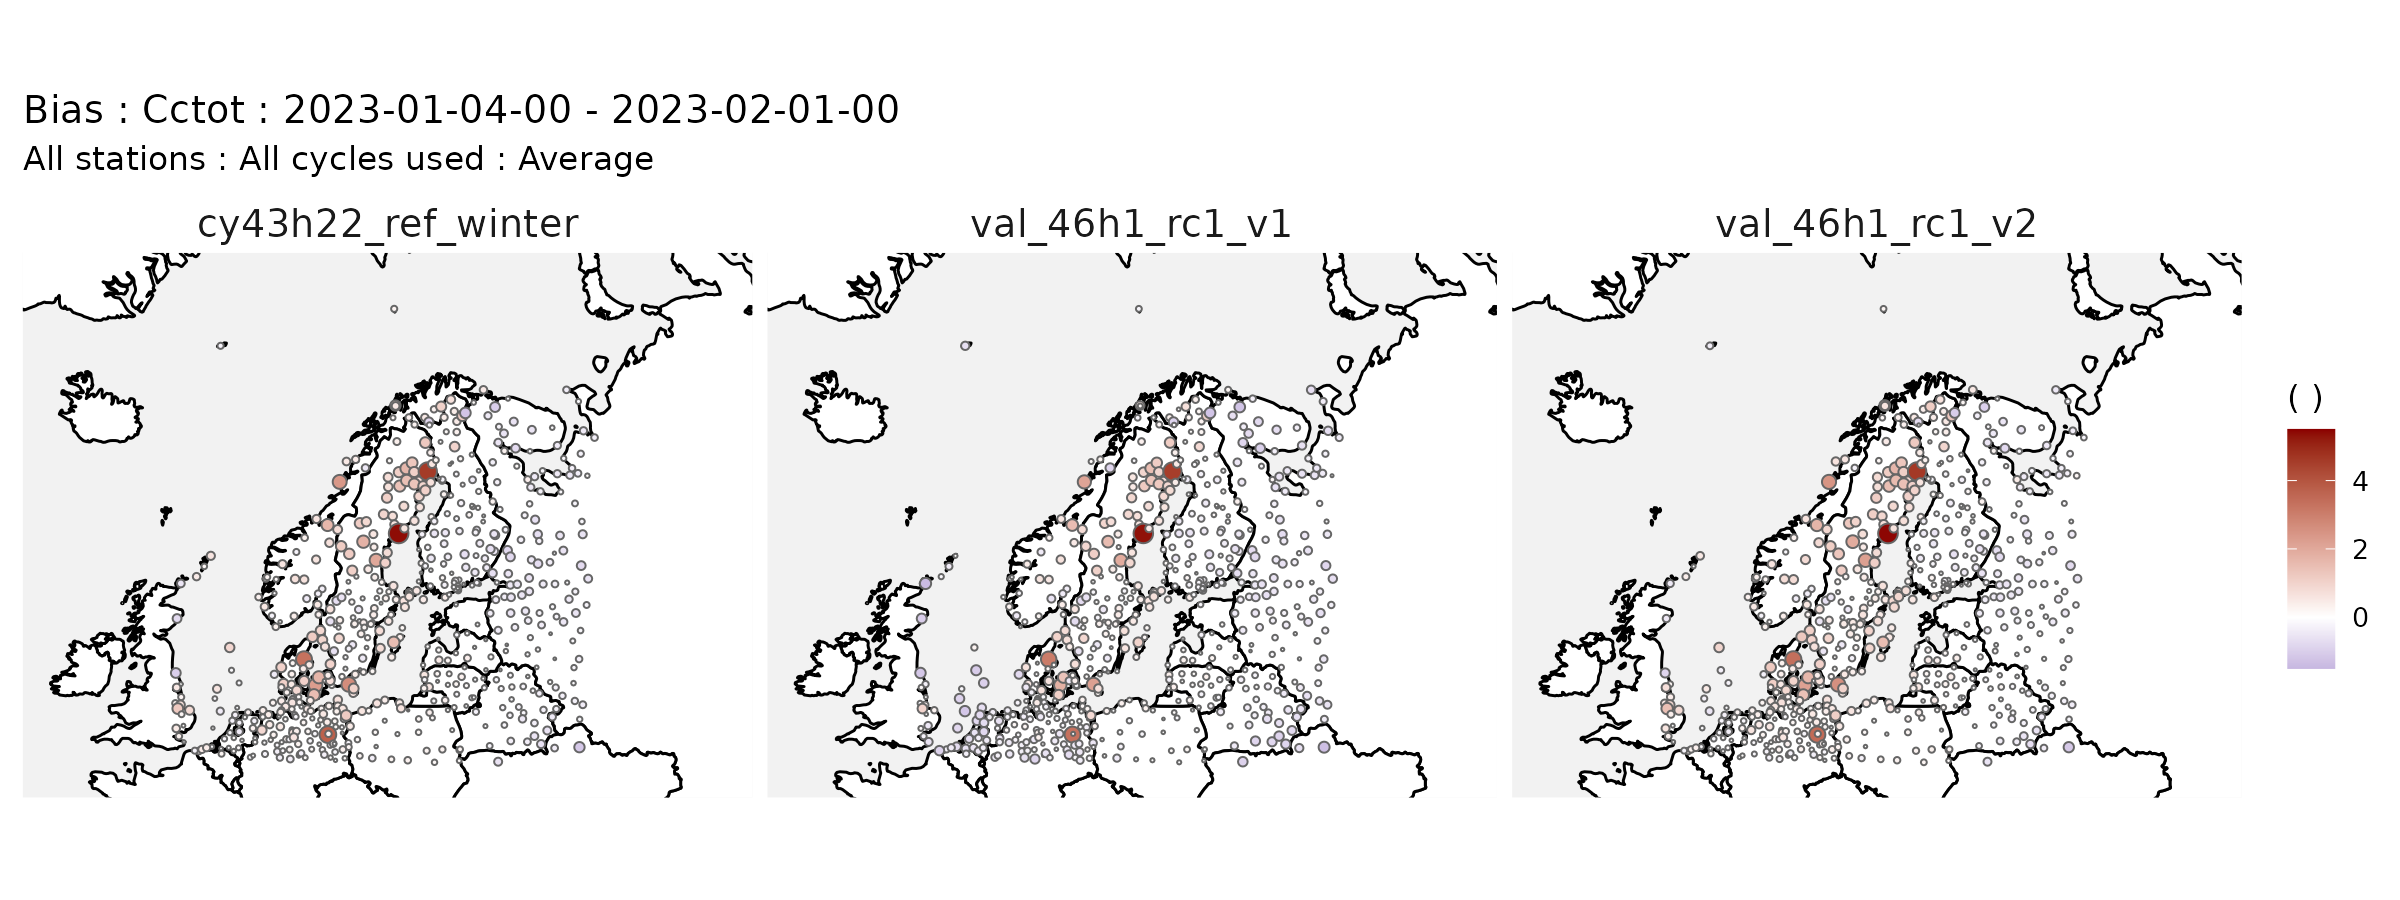 Bias : Cctot : 2023-01-04-00 - 2023-02-01-00
All stations : All cycles used : Average
cy43h22_ref_winter
val_46h1_rc1_v1
val_46h1_rc1_v2
( )
4
2
0